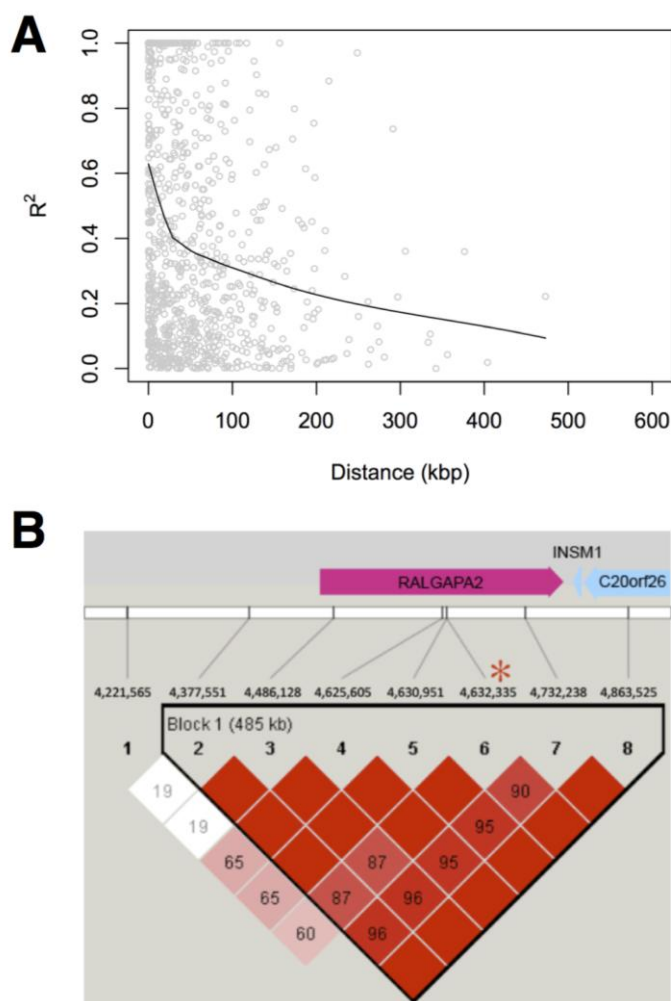 A
R2
1.0
0.8
0.6
0.4
0.2
0.0
0 100 200 300 400 500 600
Distance (kbp)
B
INSM1
RALGAPA2 C20orf26
*
4,221,565 4,377,551 4,486,128 4,625,605 4,630,951 4,632,335 4,732,238 4,863,525
Block 1 (485 kb)
1 2 3 4 5 6 7 8
19 90
19 95
65 87 95
65 87 96
60 96